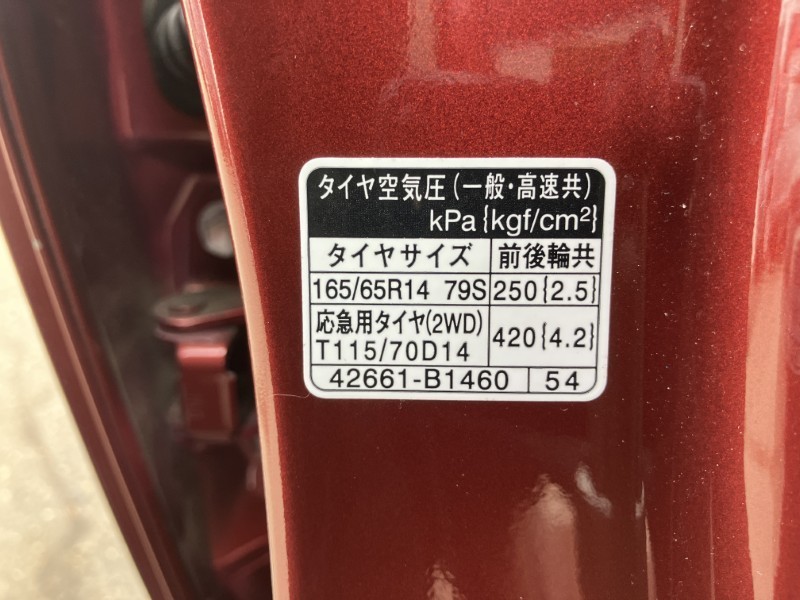 タイヤ空気圧(一般・高速共)
kPa{kgf/cm²}
タイヤサイズ 前後輪共
165/65R14 79S 250{2.5}
応急用タイヤ(2WD)
T115/70D14 420{4.2}
42661-B1460 54